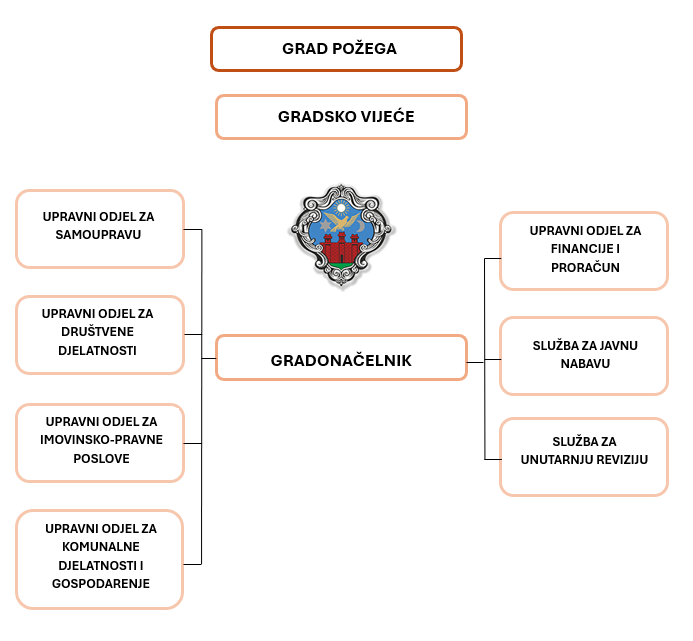 GRAD POŽEGA
GRADSKO VIJEĆE
UPRAVNI ODJEL ZA
SAMOUPRAVU
UPRAVNI ODJEL ZA
DRUŠTVENE
DJELATNOSTI
UPRAVNI ODJEL ZA
IMOVINSKO-PRAVNE
POSLOVE
UPRAVNI ODJEL ZA
KOMUNALNE
DJELATNOSTI I
GOSPODARENJE
GRADONAČELNIK
UPRAVNI ODJEL ZA
FINANCIJE I
PRORAČUN
SLUŽBA ZA JAVNU
NABAVU
SLUŽBA ZA
UNUTARNJU REVIZIJU